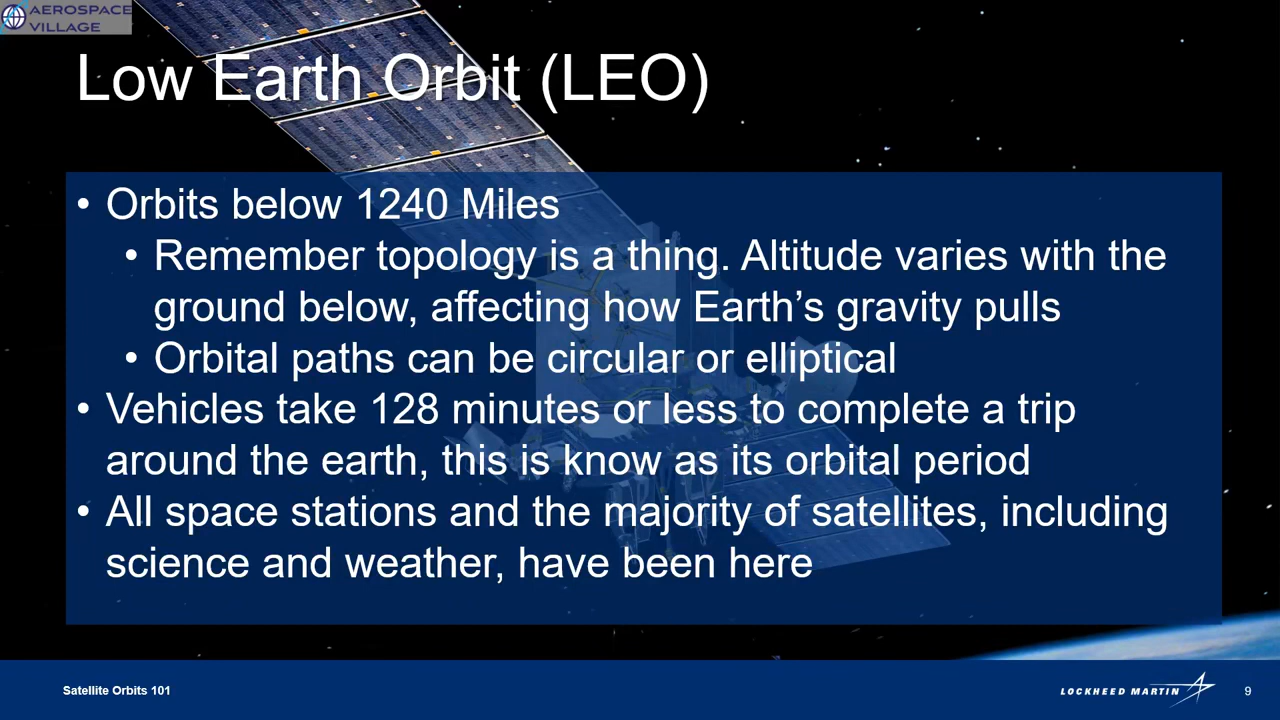 AEROSPACE
VILLAGE
Low Earth Orbit (LEO)
• Orbits below 1240 Miles
• Remember topology is a thing. Altitude varies with the
ground below, affecting how Earth’s gravity pulls
• Orbital paths can be circular or elliptical
• Vehicles take 128 minutes or less to complete a trip
around the earth, this is know as its orbital period
• All space stations and the majority of satellites, including
science and weather, have been here
Satellite Orbits 101
LOCKHEED MARTIN
9